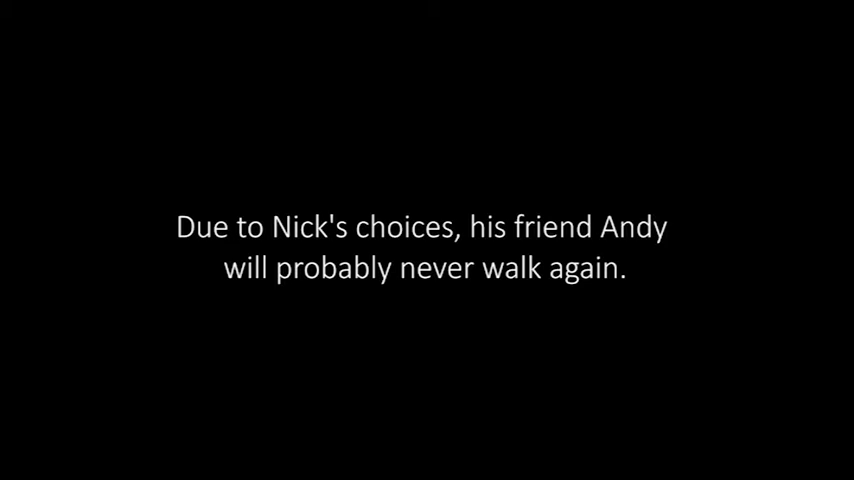 Due to Nick's choices, his friend Andy
will probably never walk again.